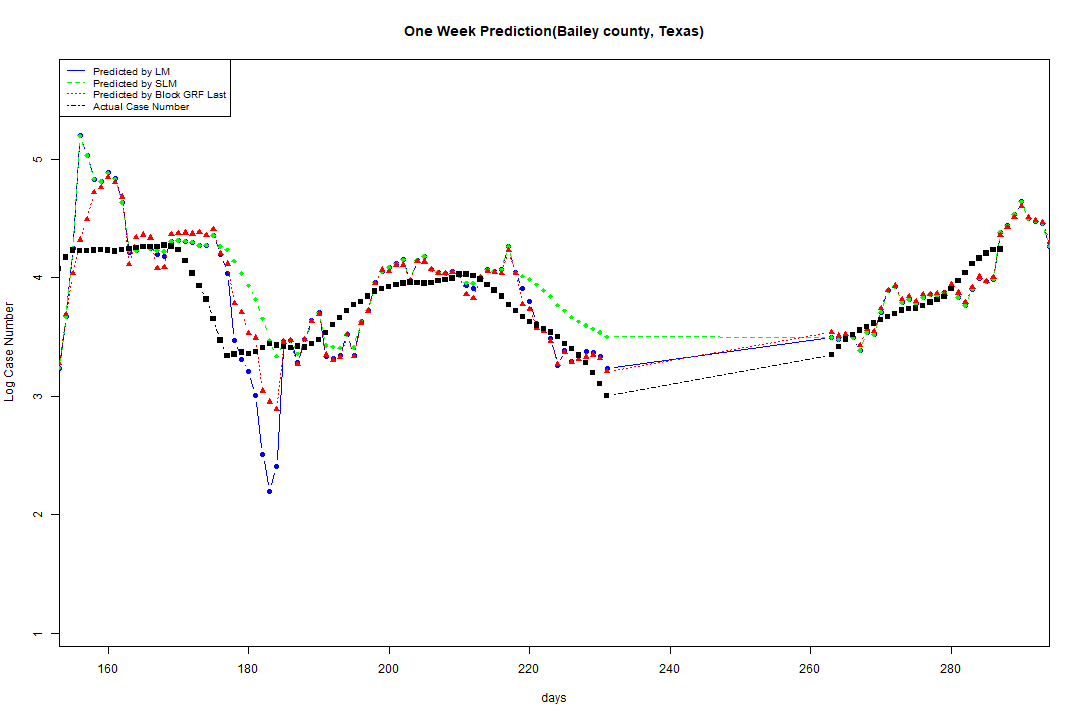 One Week Prediction(Bailey county, Texas)
Predicted by LM
Predicted by SLM
Predicted by Block GRF Last
Actual Case Number
5
4
3
2
1
Log Case Number
160 180 200 220 240 260 280
days